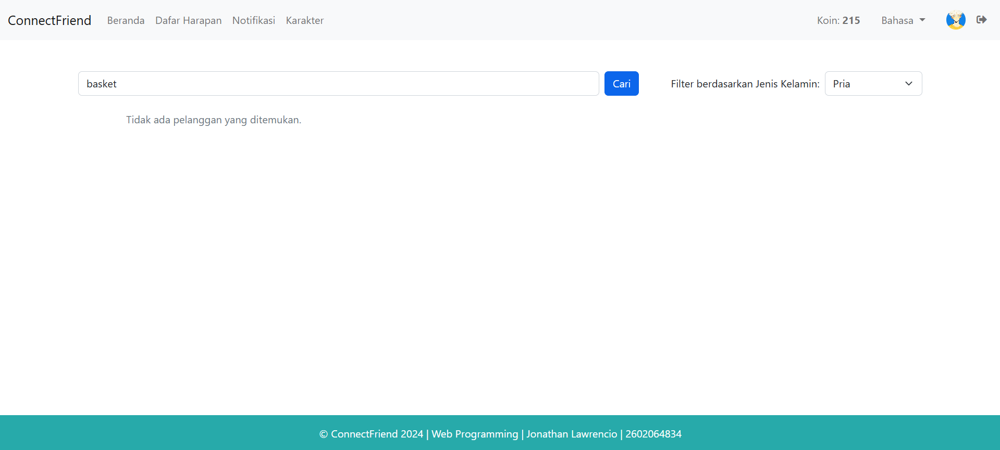 ConnectFriend Beranda Dafar Harapan Notifikasi Karakter Koin: 215 Bahasa
basket Cari Filter berdasarkan Jenis Kelamin: Pria
Tidak ada pelanggan yang ditemukan.
© ConnectFriend 2024 | Web Programming | Jonathan Lawrencio | 2602064834